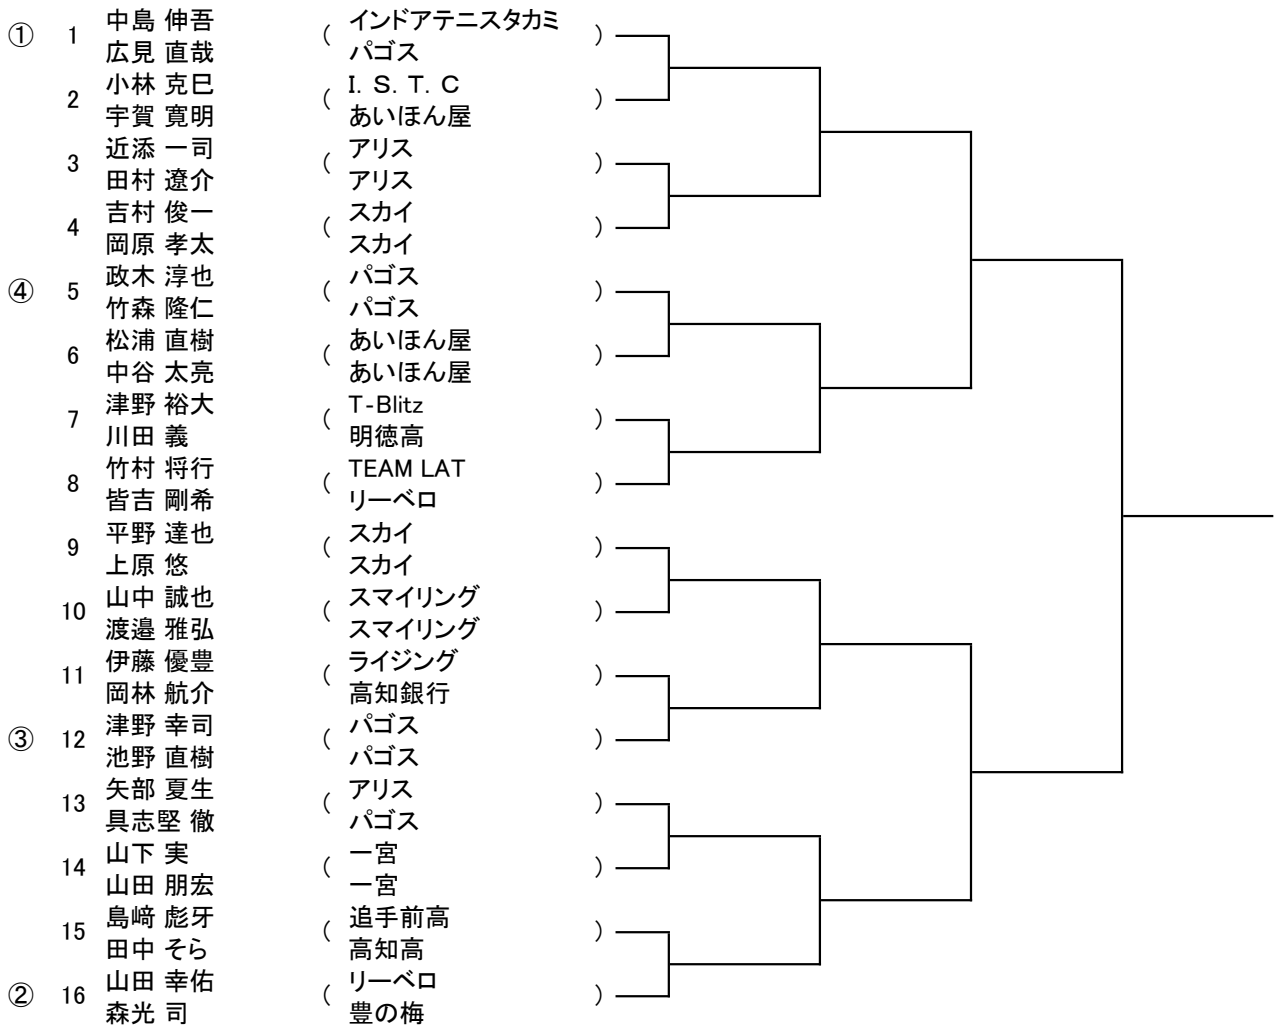 ① 1 中島 伸吾 ( インドアテニスタカミ )
広見 直哉 パゴス
2 小林 克巳 ( I. S. T. C )
宇賀 寛明 あいほん屋
3 近添 一司 ( アリス )
田村 遼介 アリス
4 吉村 俊一 ( スカイ )
岡原 孝太 スカイ
④ 5 政木 淳也 ( パゴス )
竹森 隆仁 パゴス
6 松浦 直樹 ( あいほん屋 )
中谷 太亮 あいほん屋
7 津野 裕大 ( T-Blitz )
川田 義 明徳高
8 竹村 将行 ( TEAM LAT )
皆吉 剛希 リーベロ
9 平野 達也 ( スカイ )
上原 悠 スカイ
10 山中 誠也 ( スマイリング )
渡邉 雅弘 スマイリング
11 伊藤 優豊 ( ライジング )
岡林 航介 高知銀行
③ 12 津野 幸司 ( パゴス )
池野 直樹 パゴス
13 矢部 夏生 ( アリス )
具志堅 徹 パゴス
14 山下 実 ( 一宮 )
山田 朋宏 一宮
15 島﨑 彪牙 ( 追手前高 )
田中 そら 高知高
② 16 山田 幸佑 ( リーベロ )
森光 司 豊の梅